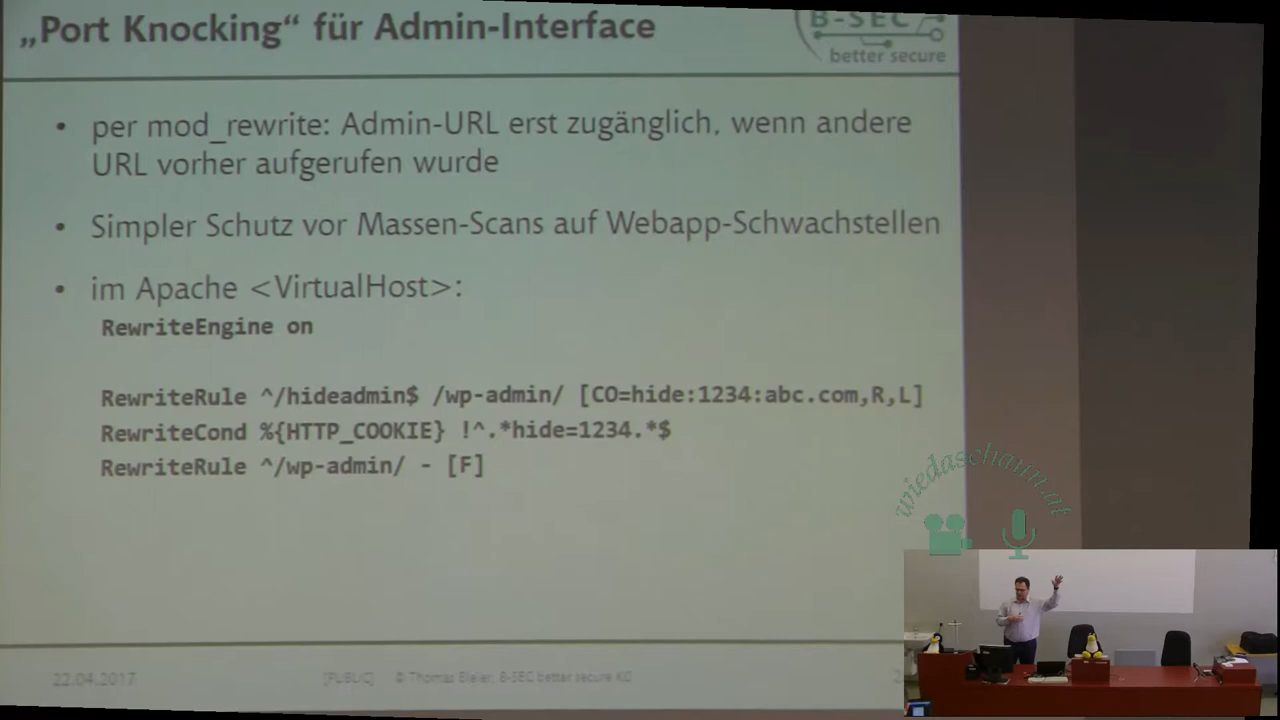 „Port Knocking“ für Admin-Interface
B-SEC
better secure
• per mod_rewrite: Admin-URL erst zugänglich, wenn andere
URL vorher aufgerufen wurde
• Simpler Schutz vor Massen-Scans auf Webapp-Schwachstellen
• im Apache <VirtualHost>:
RewriteEngine on
RewriteRule ^/hideadmin$ /wp-admin/ [CO=hide:1234:abc.com,R,L]
RewriteCond %{HTTP_COOKIE} !^.*hide=1234.*$
RewriteRule ^/wp-admin/ - [F]
wiedaschaun.at
22.04.2017
[PUBLIC]
© Thomas Bleier, B-SEC better secure KG